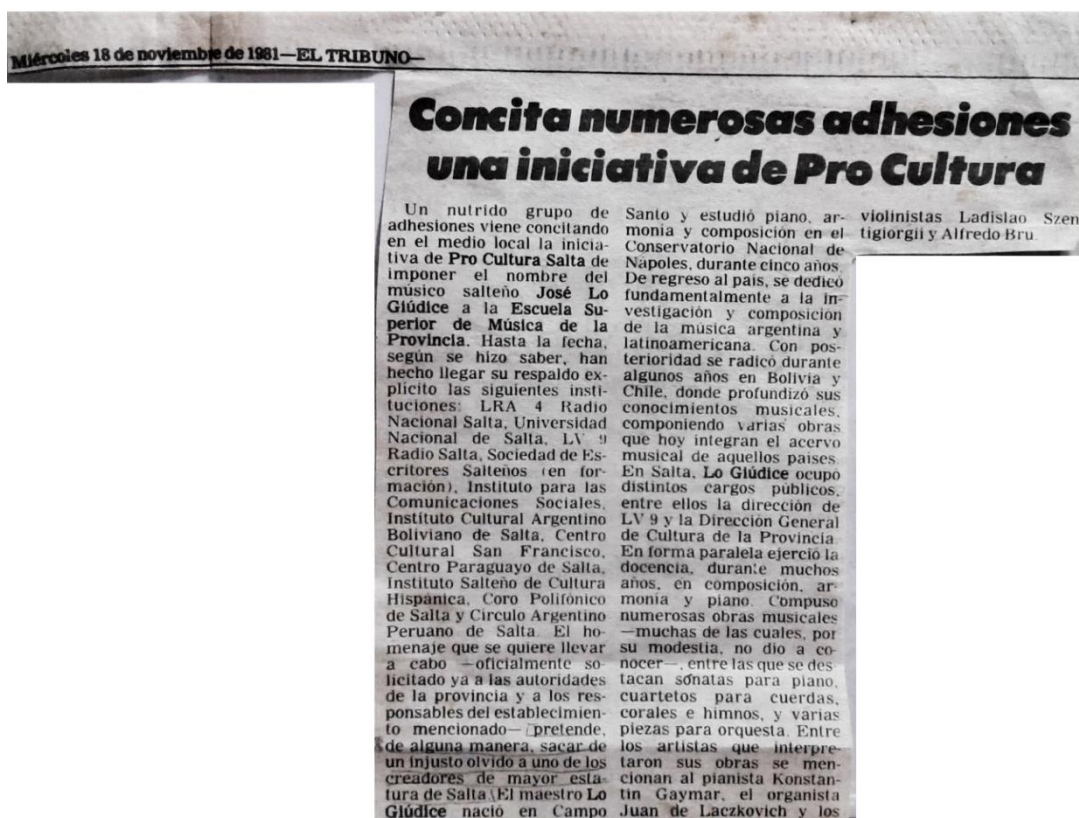 Miércoles 18 de noviembre de 1981—EL TRIBUNO—
Concita numerosas adhesiones
una iniciativa de Pro Cultura
Un nutrido grupo de
adhesiones viene concitando
en el medio local la inicia-
tiva de Pro Cultura Salta de
imponer el nombre del
músico salteño José Lo
Giúdice a la Escuela Su-
perior de Música de la
Provincia. Hasta la fecha,
según se hizo saber, han
hecho llegar su respaldo ex-
plícito las siguientes insti-
tuciones: LRA 4 Radio
Nacional Salta, Universidad
Nacional de Salta, LV 9
Radio Salta, Sociedad de Es-
critores Salteños (en for-
mación), Instituto para las
Comunicaciones Sociales,
Instituto Cultural Argentino
Boliviano de Salta, Centro
Cultural San Francisco,
Centro Paraguayo de Salta,
Instituto Salteño de Cultura
Hispánica, Coro Polifónico
de Salta y Círculo Argentino
Peruano de Salta. El ho-
menaje que se quiere llevar
a cabo —oficialmente so-
licitado ya a las autoridades
de la provincia y a los res-
ponsables del establecimien-
to mencionado— pretende,
de alguna manera, sacar de
un injusto olvido a uno de los
creadores de mayor esta-
tura de Salta. El maestro Lo
Giúdice nació en Campo
Santo y estudió piano, ar-
monía y composición en el
Conservatorio Nacional de
Nápoles, durante cinco años.
De regreso al país, se dedicó
fundamentalmente a la in-
vestigación y composición
de la música argentina y
latinoamericana. Con pos-
terioridad se radicó durante
algunos años en Bolivia y
Chile, donde profundizó sus
conocimientos musicales,
componiendo varias obras
que hoy integran el acervo
musical de aquellos países.
En Salta, Lo Giúdice ocupó
distintos cargos públicos,
entre ellos la dirección de
LV 9 y la Dirección General
de Cultura de la Provincia.
En forma paralela ejerció la
docencia, durante muchos
años, en composición, ar-
monía y piano. Compuso
numerosas obras musicales
—muchas de las cuales, por
su modestia, no dio a co-
nocer—, entre las que se des-
tacan sonatas para piano,
cuartetos para cuerdas,
corales e himnos, y varias
piezas para orquesta. Entre
los artistas que interpre-
taron sus obras se men-
cionan al pianista Konstan-
tin Gaymar, el organista
Juan de Laczkovich y los
violinistas Ladislao Szen
tigiorgii y Alfredo Bru.